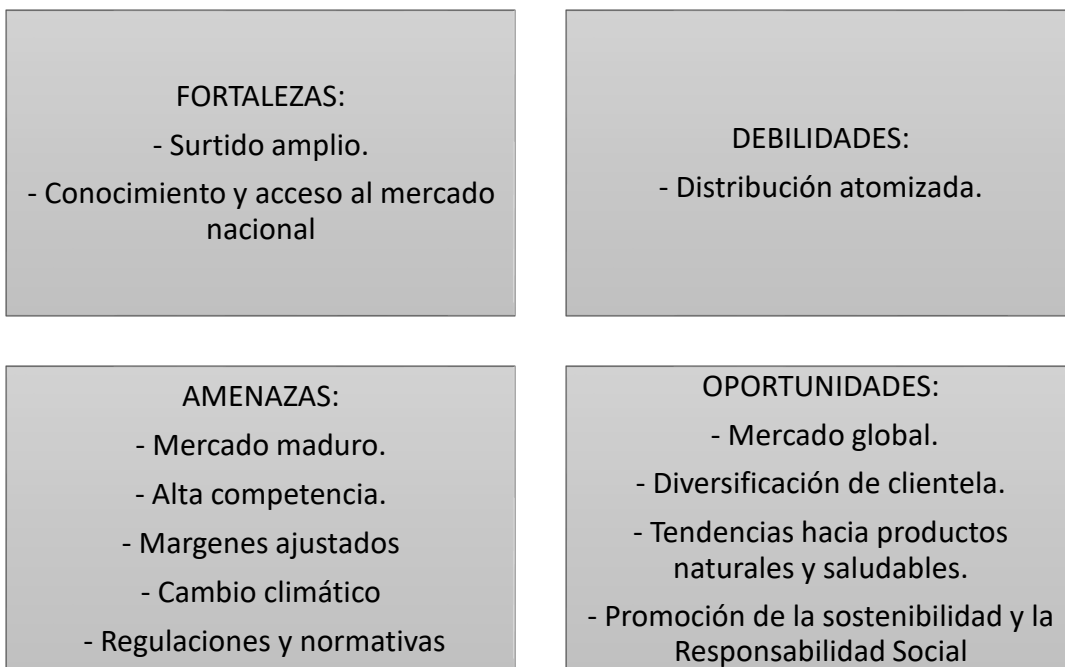 FORTALEZAS:
- Surtido amplio.
- Conocimiento y acceso al mercado
nacional
DEBILIDADES:
- Distribución atomizada.
AMENAZAS:
- Mercado maduro.
- Alta competencia.
- Margenes ajustados
- Cambio climático
- Regulaciones y normativas
OPORTUNIDADES:
- Mercado global.
- Diversificación de clientela.
- Tendencias hacia productos
naturales y saludables.
- Promoción de la sostenibilidad y la
Responsabilidad Social